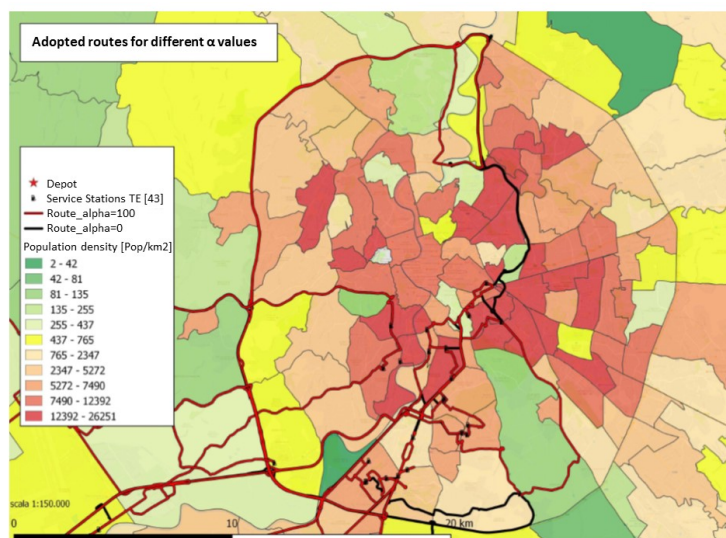 Adopted routes for different α values
Depot
Service Stations TE [43]
Route_alpha=100
Route_alpha=0
Population density [Pop/km2]
2 - 42
42 - 81
81 - 135
135 - 255
255 - 437
437 - 765
765 - 2347
2347 - 5272
5272 - 7490
7490 - 12392
12392 - 26251
scala 1:150.000
0 10 20 km